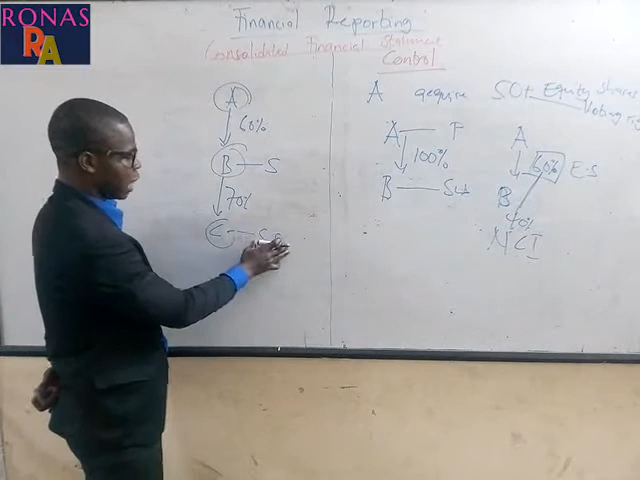 RONAS
RA
Financial Reporting
Consolidated Financial Statement
Control
A
60%
B — S
70%
A acquire 50+ Equity shares
Voting
A — P
100%
B — Sub
A
60% E S
B
40%
NCI